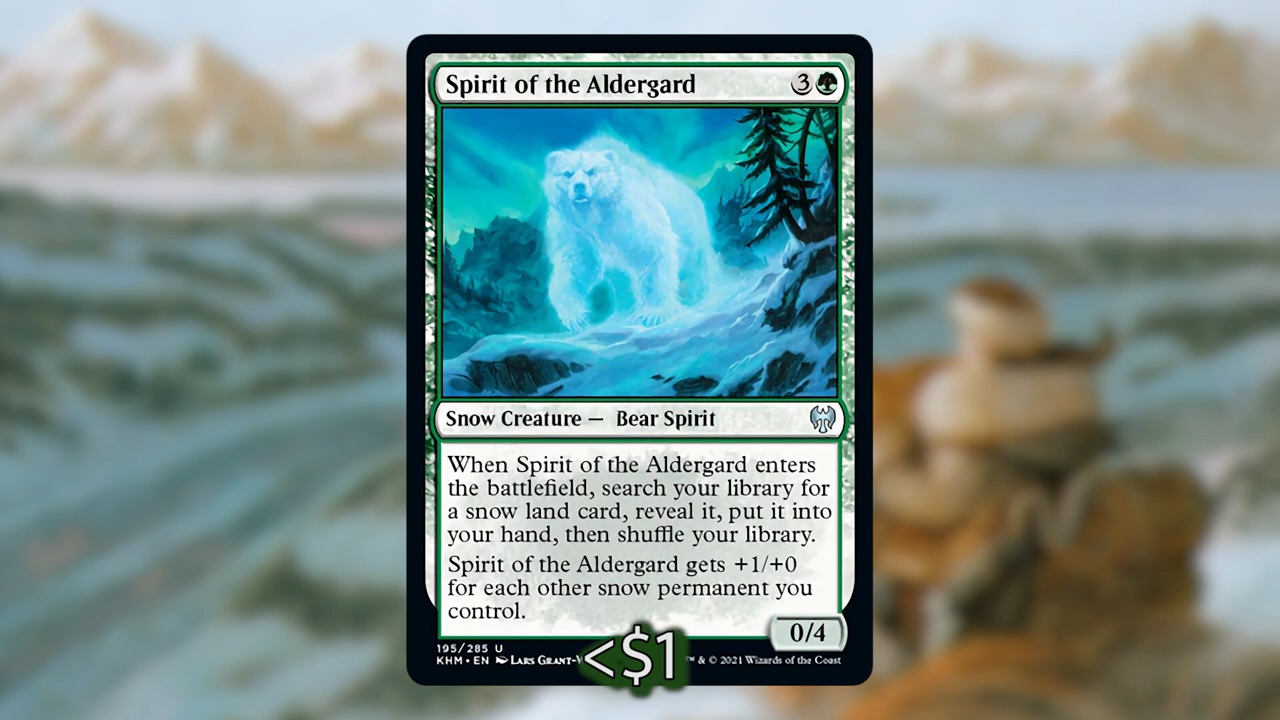 Spirit of the Aldergard 3
Snow Creature — Bear Spirit
When Spirit of the Aldergard enters
the battlefield, search your library for
a snow land card, reveal it, put it into
your hand, then shuffle your library.
Spirit of the Aldergard gets +1/+0
for each other snow permanent you
control.
0/4
195/285 U
KHM • EN Lars Grant- ™ & © 2021 Wizards of the Coast
<$1